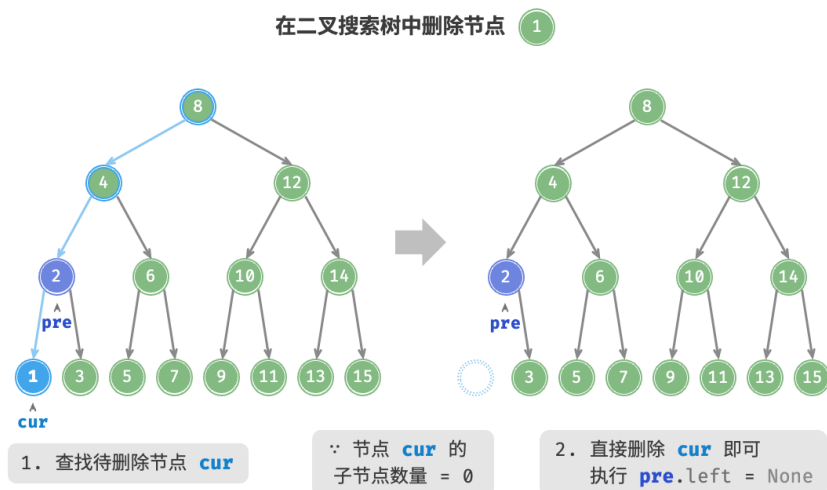 在二叉搜索树中删除节点 1
8 8
4 12 4 12
2 6 10 14 2 6 10 14
pre pre
1 3 5 7 9 11 13 15 3 5 7 9 11 13 15
cur
1. 查找待删除节点 cur
∵ 节点 cur 的
子节点数量 = 0
2. 直接删除 cur 即可
执行 pre.left = None